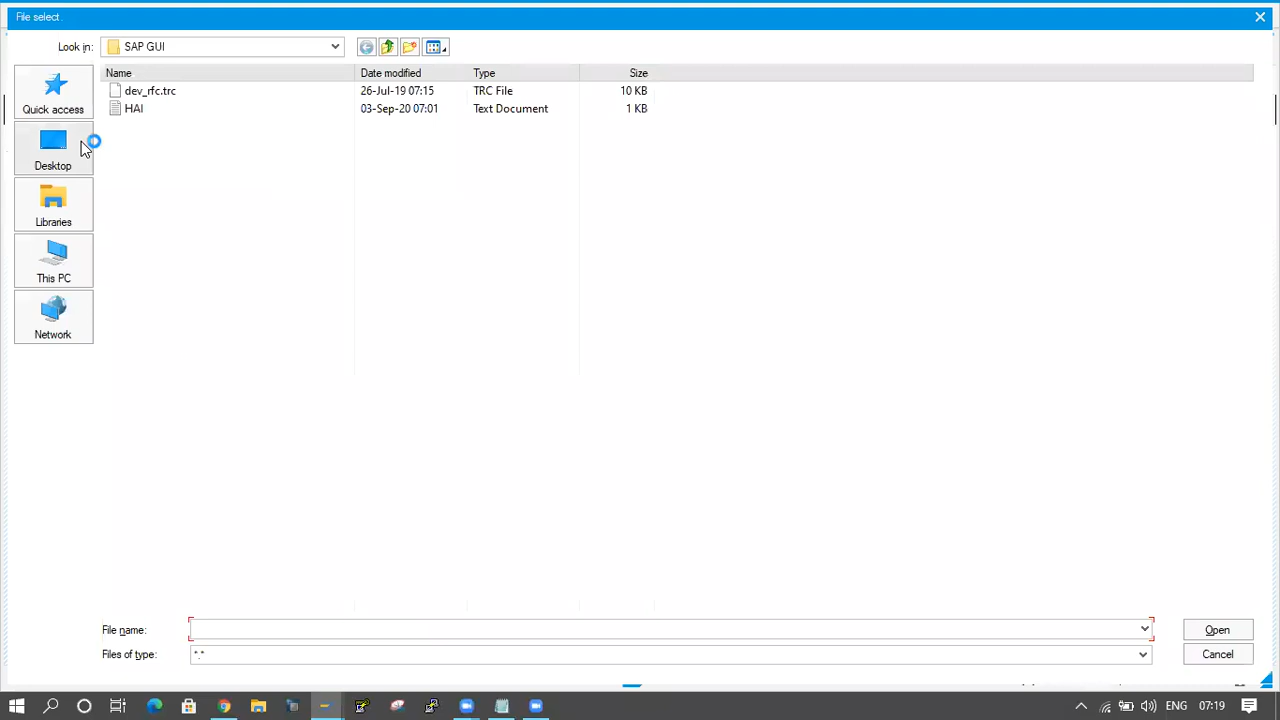 File select
Look in:
SAP GUI
Quick access
Desktop
Libraries
This PC
Network
Name Date modified Type Size
dev_rfc.trc 26-Jul-19 07:15 TRC File 10 KB
HAI 03-Sep-20 07:01 Text Document 1 KB
File name:
Open
Files of type: *.*
Cancel
ENG 07:19